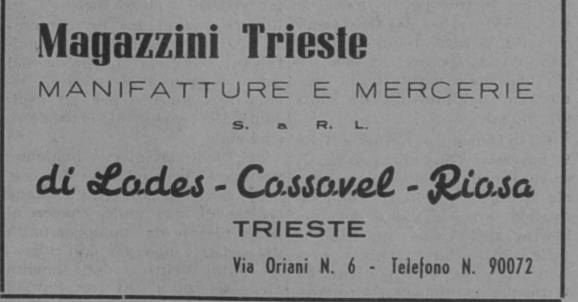 Magazzini Trieste
MANIFATTURE E MERCERIE
S. a R. L.
di Lodes - Cossovel - Riosa
TRIESTE
Via Oriani N. 6 - Telefono N. 90072